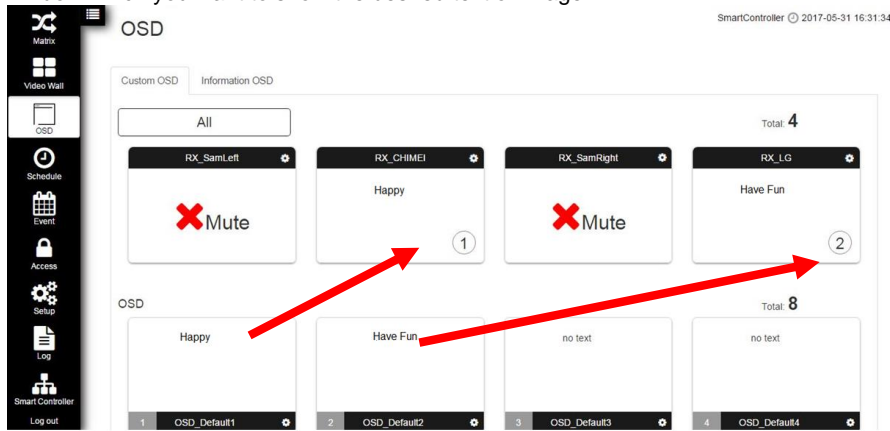 SmartController 2017-05-31 16:31:34
OSD
Matrix
Video Wall
OSD
Schedule
Event
Access
Setup
Log
Smart Controller
Log out
Custom OSD Information OSD
All Total: 4
RX_SamLeft RX_CHIMEI RX_SamRight RX_LG
Mute Happy Mute Have Fun
1 2
OSD Total: 8
Happy Have Fun no text no text
1 OSD_Default1 2 OSD_Default2 3 OSD_Default3 4 OSD_Default4